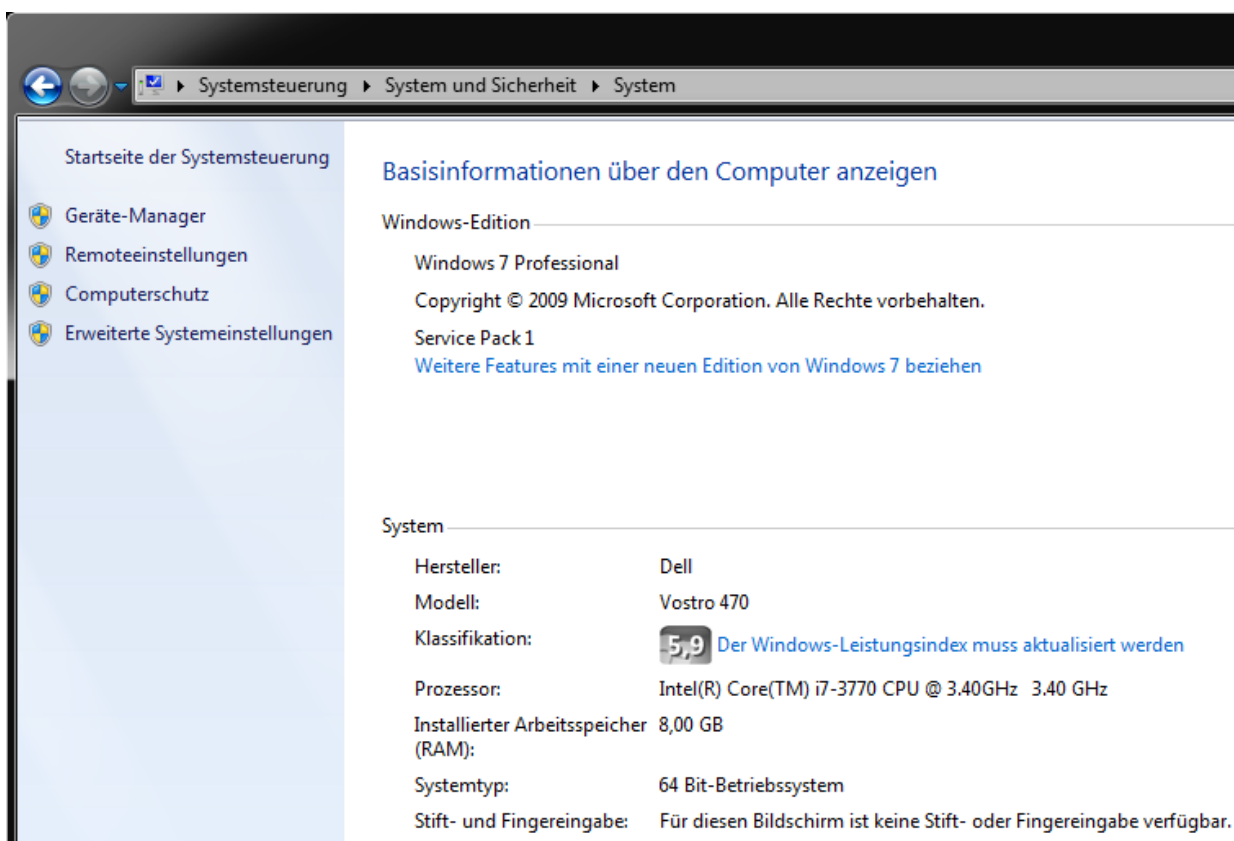 Systemsteuerung System und Sicherheit System
Startseite der Systemsteuerung
Geräte-Manager
Remoteeinstellungen
Computerschutz
Erweiterte Systemeinstellungen
Basisinformationen über den Computer anzeigen
Windows-Edition
Windows 7 Professional
Copyright © 2009 Microsoft Corporation. Alle Rechte vorbehalten.
Service Pack 1
Weitere Features mit einer neuen Edition von Windows 7 beziehen
System
Hersteller: Dell
Modell: Vostro 470
Klassifikation: 5,9 Der Windows-Leistungsindex muss aktualisiert werden
Prozessor: Intel(R) Core(TM) i7-3770 CPU @ 3.40GHz 3.40 GHz
Installierter Arbeitsspeicher 8,00 GB
(RAM):
Systemtyp: 64 Bit-Betriebssystem
Stift- und Fingereingabe: Für diesen Bildschirm ist keine Stift- oder Fingereingabe verfügbar.